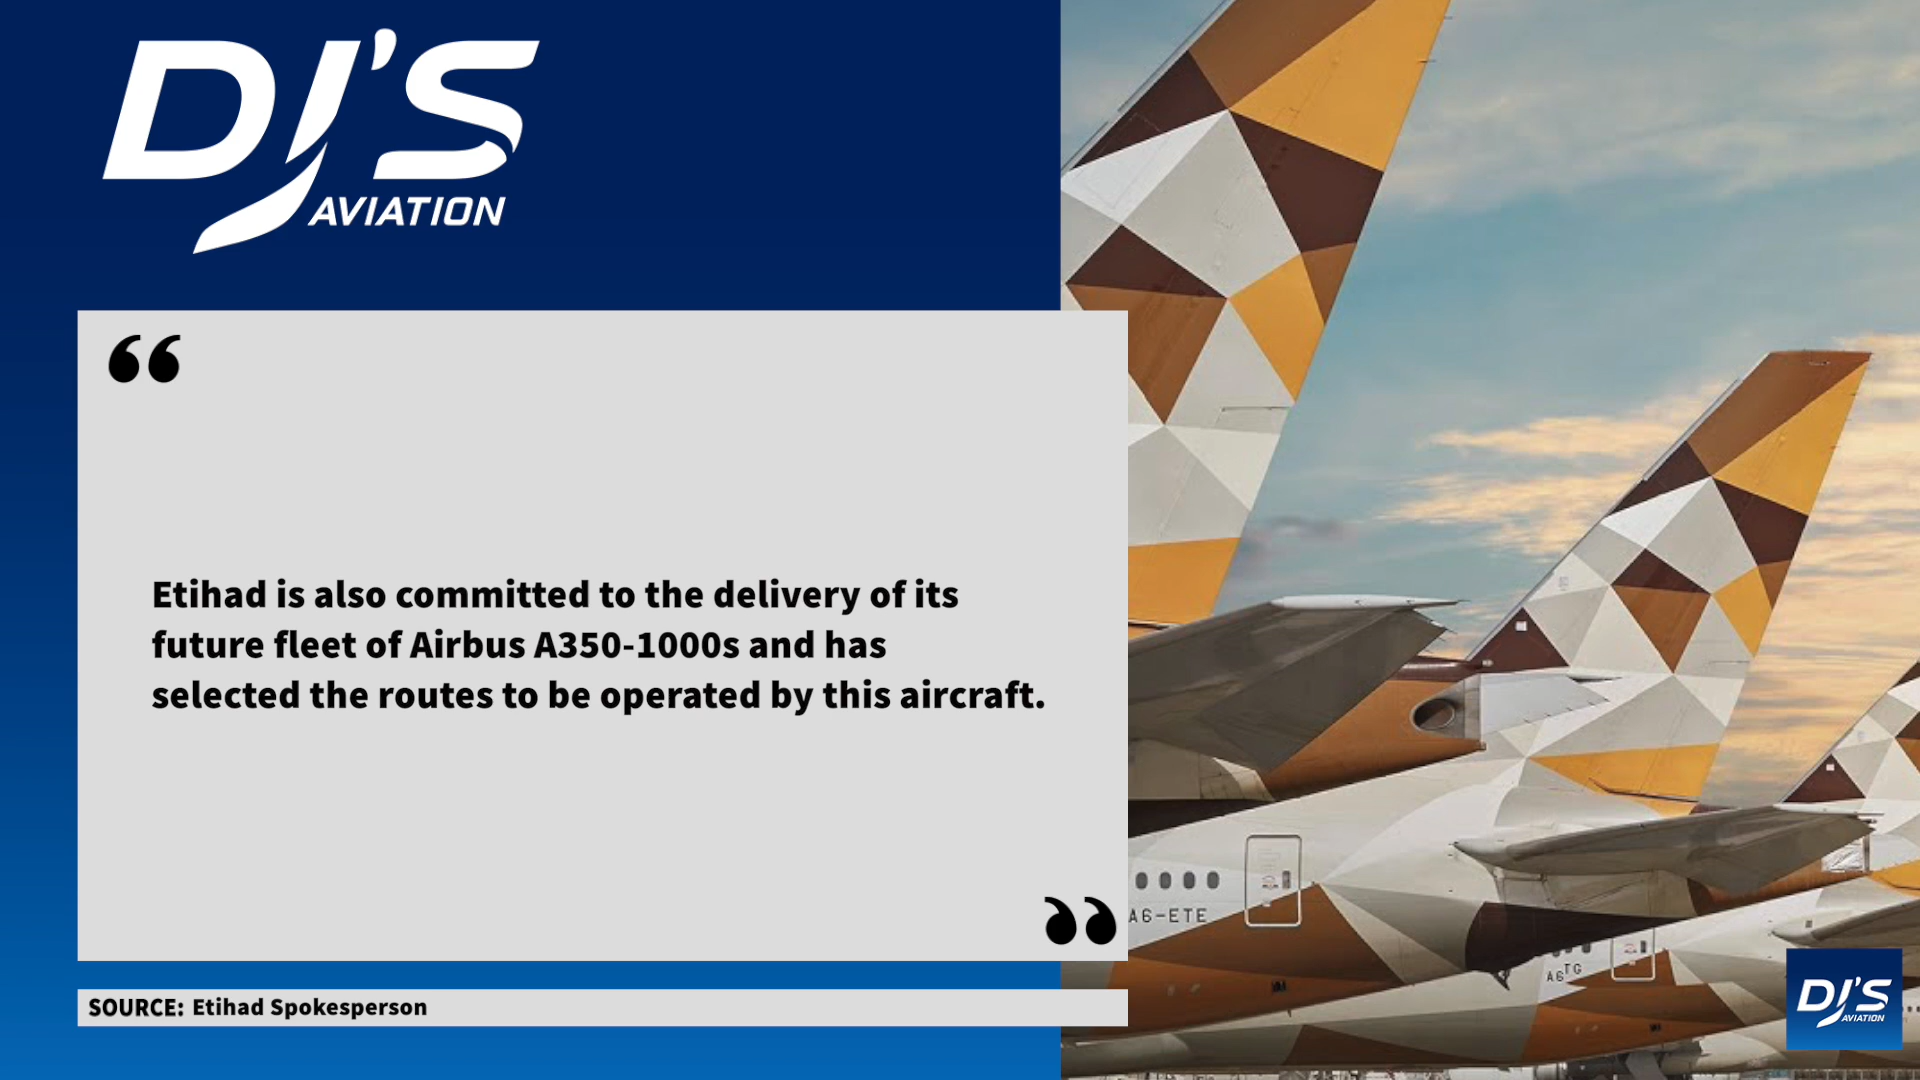 DJ'S
AVIATION
“
Etihad is also committed to the delivery of its
future fleet of Airbus A350-1000s and has
selected the routes to be operated by this aircraft.
”
SOURCE: Etihad Spokesperson
A6-ETE
DJ'S
AVIATION